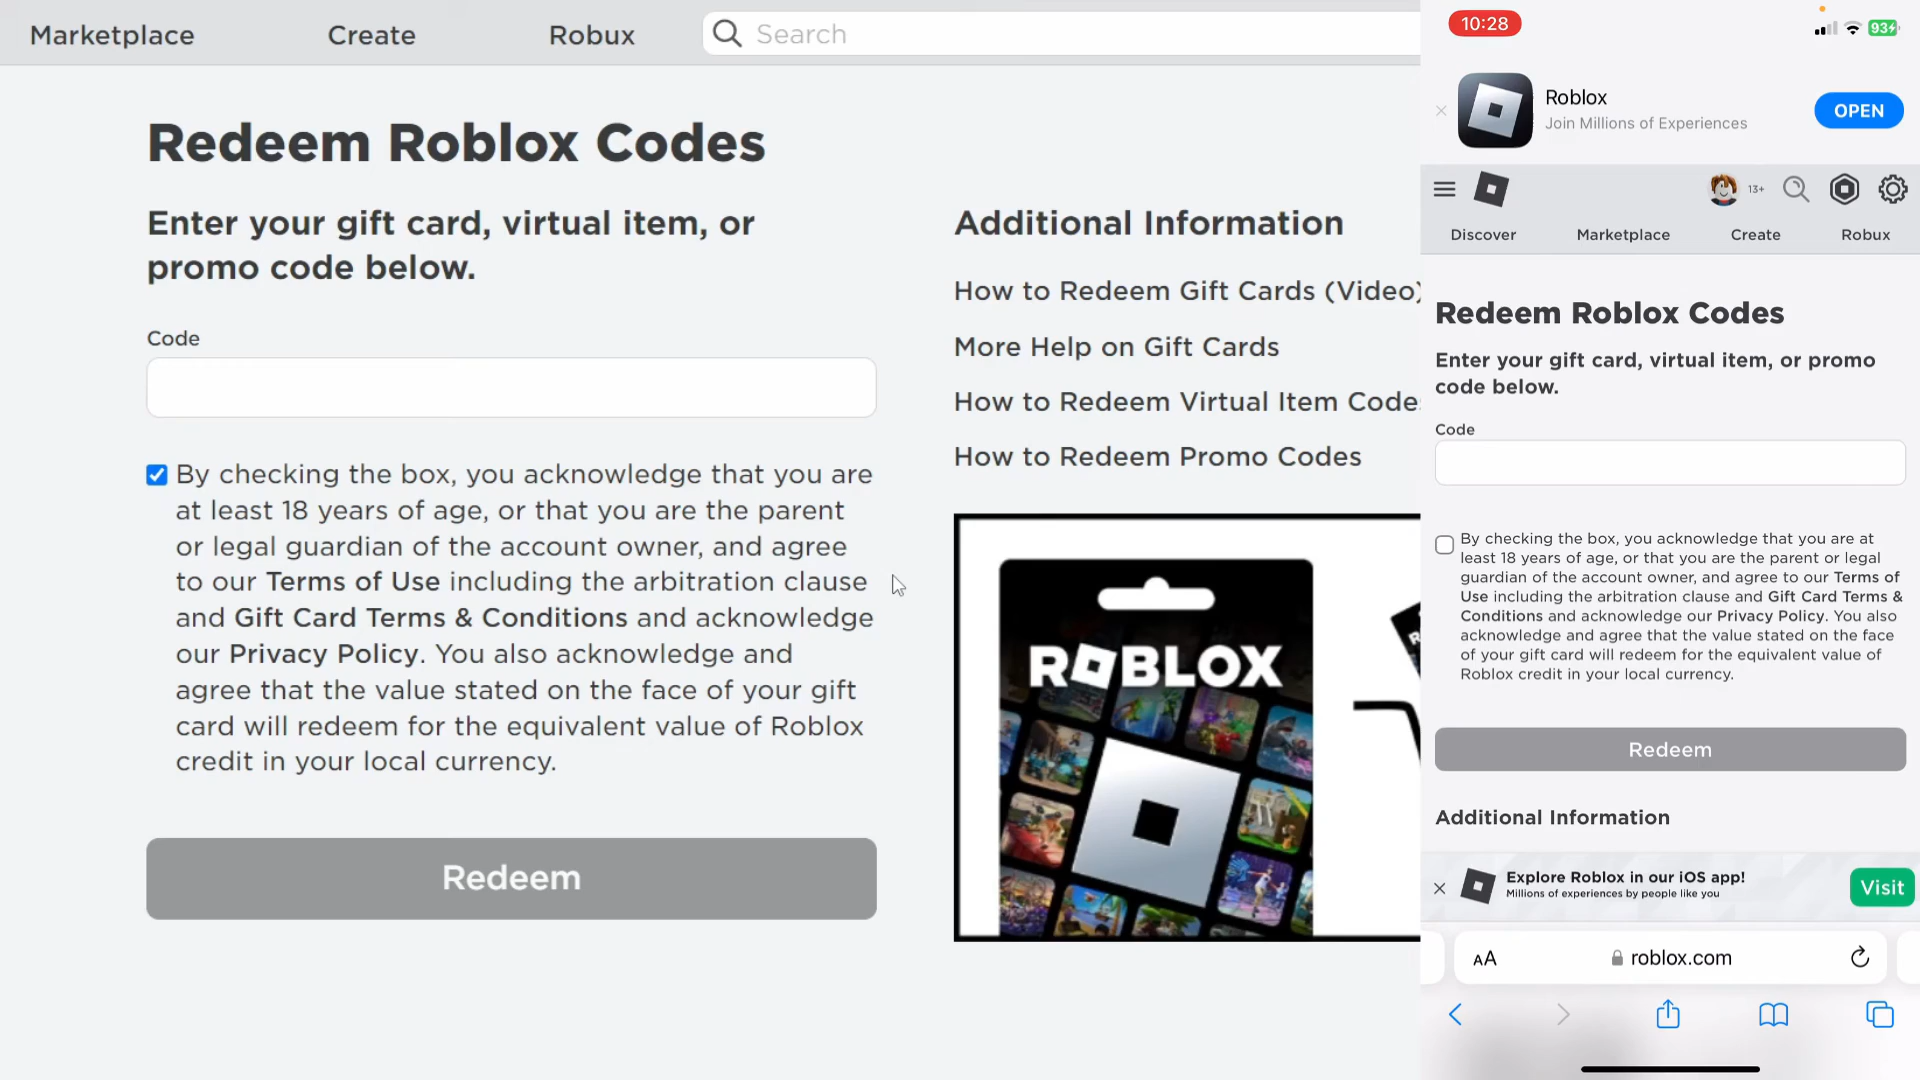 Marketplace
Create
Robux
Search
Redeem Roblox Codes
Enter your gift card, virtual item, or
promo code below.
Code
By checking the box, you acknowledge that you are
at least 18 years of age, or that you are the parent
or legal guardian of the account owner, and agree
to our Terms of Use including the arbitration clause
and Gift Card Terms & Conditions and acknowledge
our Privacy Policy. You also acknowledge and
agree that the value stated on the face of your gift
card will redeem for the equivalent value of Roblox
credit in your local currency.
Redeem
Additional Information
How to Redeem Gift Cards (Video)
More Help on Gift Cards
How to Redeem Virtual Item Codes
How to Redeem Promo Codes
ROBLOX
10:28
93
Roblox
Join Millions of Experiences
OPEN
13+
Discover
Marketplace
Create
Robux
Redeem Roblox Codes
Enter your gift card, virtual item, or promo
code below.
Code
By checking the box, you acknowledge that you are at
least 18 years of age, or that you are the parent or legal
guardian of the account owner, and agree to our Terms of
Use including the arbitration clause and Gift Card Terms &
Conditions and acknowledge our Privacy Policy. You also
acknowledge and agree that the value stated on the face
of your gift card will redeem for the equivalent value of
Roblox credit in your local currency.
Redeem
Additional Information
Explore Roblox in our iOS app!
Millions of experiences by people like you
Visit
AA
roblox.com